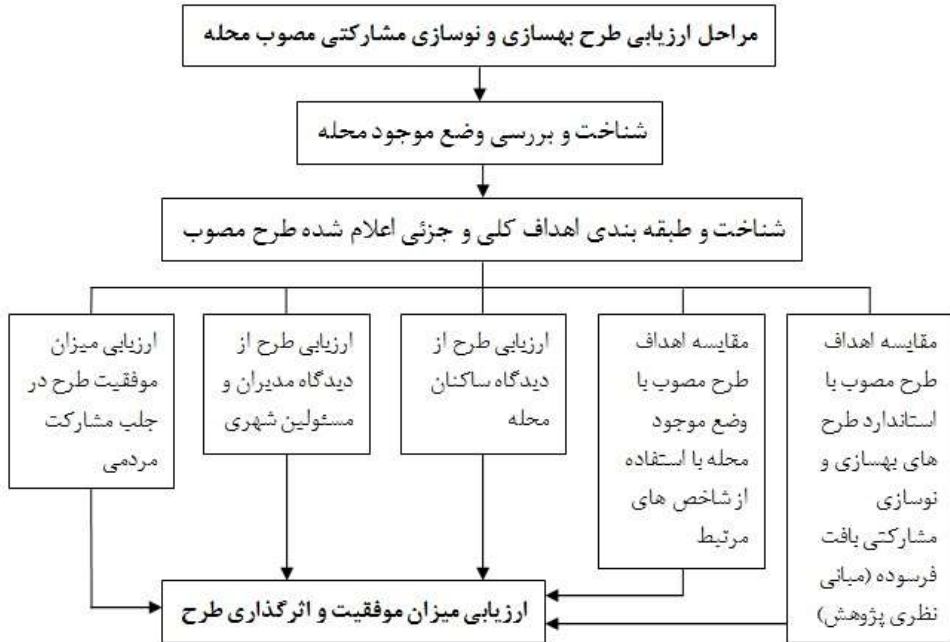 مراحل ارزیابی طرح بهسازی و نوسازی مشارکتی مصوب محله
شناخت و بررسی وضع موجود محله
شناخت و طبقه بندی اهداف کلی و جزئی اعلام شده طرح مصوب
مقایسه اهداف
طرح مصوب با
استاندارد طرح
های بهسازی و
نوسازی
مشارکتی بافت
فرسوده (مبانی
نظری پژوهش)
مقایسه اهداف
طرح مصوب با
وضع موجود
محله با استفاده
از شاخص های
مرتبط
ارزیابی طرح از
دیدگاه ساکنان
محله
ارزیابی طرح از
دیدگاه مدیران و
مسئولین شهری
ارزیابی میزان
موفقیت طرح در
جلب مشارکت
مردمی
ارزیابی میزان موفقیت و اثرگذاری طرح